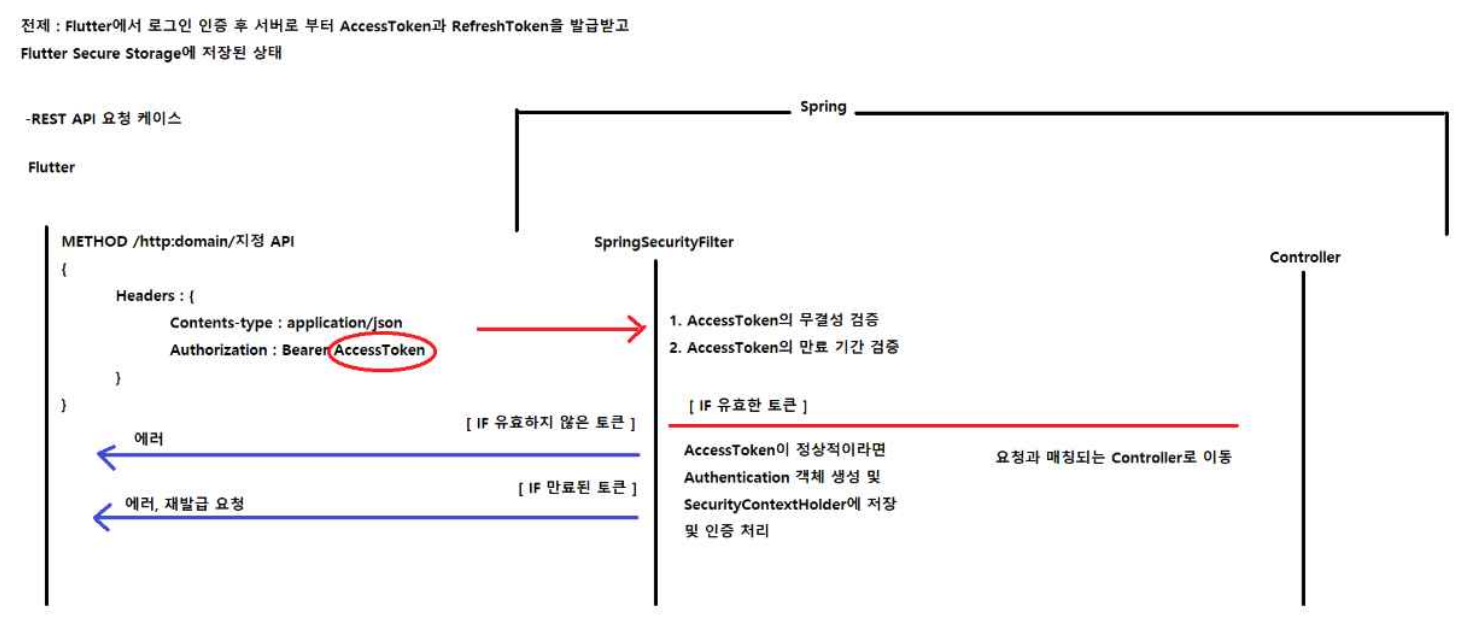 전제 : Flutter에서 로그인 인증 후 서버로 부터 AccessToken과 RefreshToken을 발급받고
Flutter Secure Storage에 저장된 상태
-REST API 요청 케이스
Spring
Flutter
METHOD /http:domain/지정 API
{
Headers : {
Contents-type : application/json
Authorization : Bearer AccessToken
}
}
SpringSecurityFilter
Controller
1. AccessToken의 무결성 검증
2. AccessToken의 만료 기간 검증
[ IF 유효하지 않은 토큰 ]
에러
[ IF 만료된 토큰 ]
에러, 재발급 요청
[ IF 유효한 토큰 ]
AccessToken이 정상적이라면
Authentication 객체 생성 및
SecurityContextHolder에 저장
및 인증 처리
요청과 매칭되는 Controller로 이동